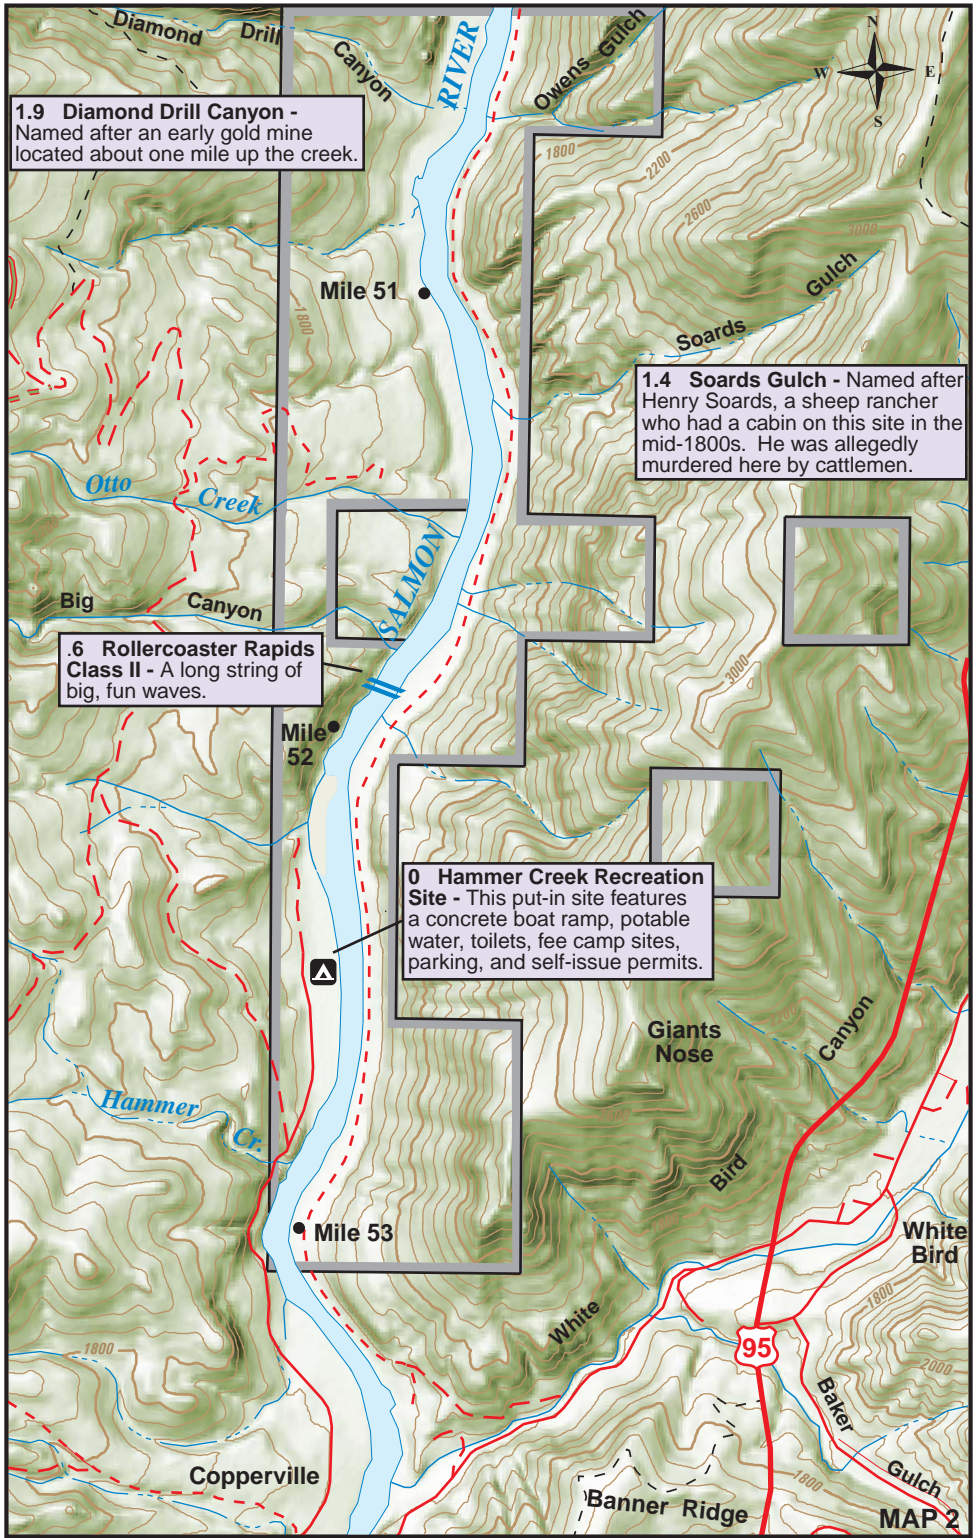 Diamond Drill
Canyon
RIVER
Owens Gulch
N
W E
S
1.9 Diamond Drill Canyon -
Named after an early gold mine
located about one mile up the creek.
1800
2200
2600
3000
Mile 51
1800
Soards Gulch
1.4 Soards Gulch - Named after
Henry Soards, a sheep rancher
who had a cabin on this site in the
mid-1800s. He was allegedly
murdered here by cattlemen.
Otto Creek
SALMON
Big Canyon
.6 Rollercoaster Rapids
Class II - A long string of
big, fun waves.
3000
Mile
52
0 Hammer Creek Recreation
Site - This put-in site features
a concrete boat ramp, potable
water, toilets, fee camp sites,
parking, and self-issue permits.
Giants
Nose
Canyon
Hammer
Cr.
Bird
Mile 53
White
Bird
White
1800
1800
2000
95
Baker
Gulch
Copperville
1800
Banner Ridge
MAP 2